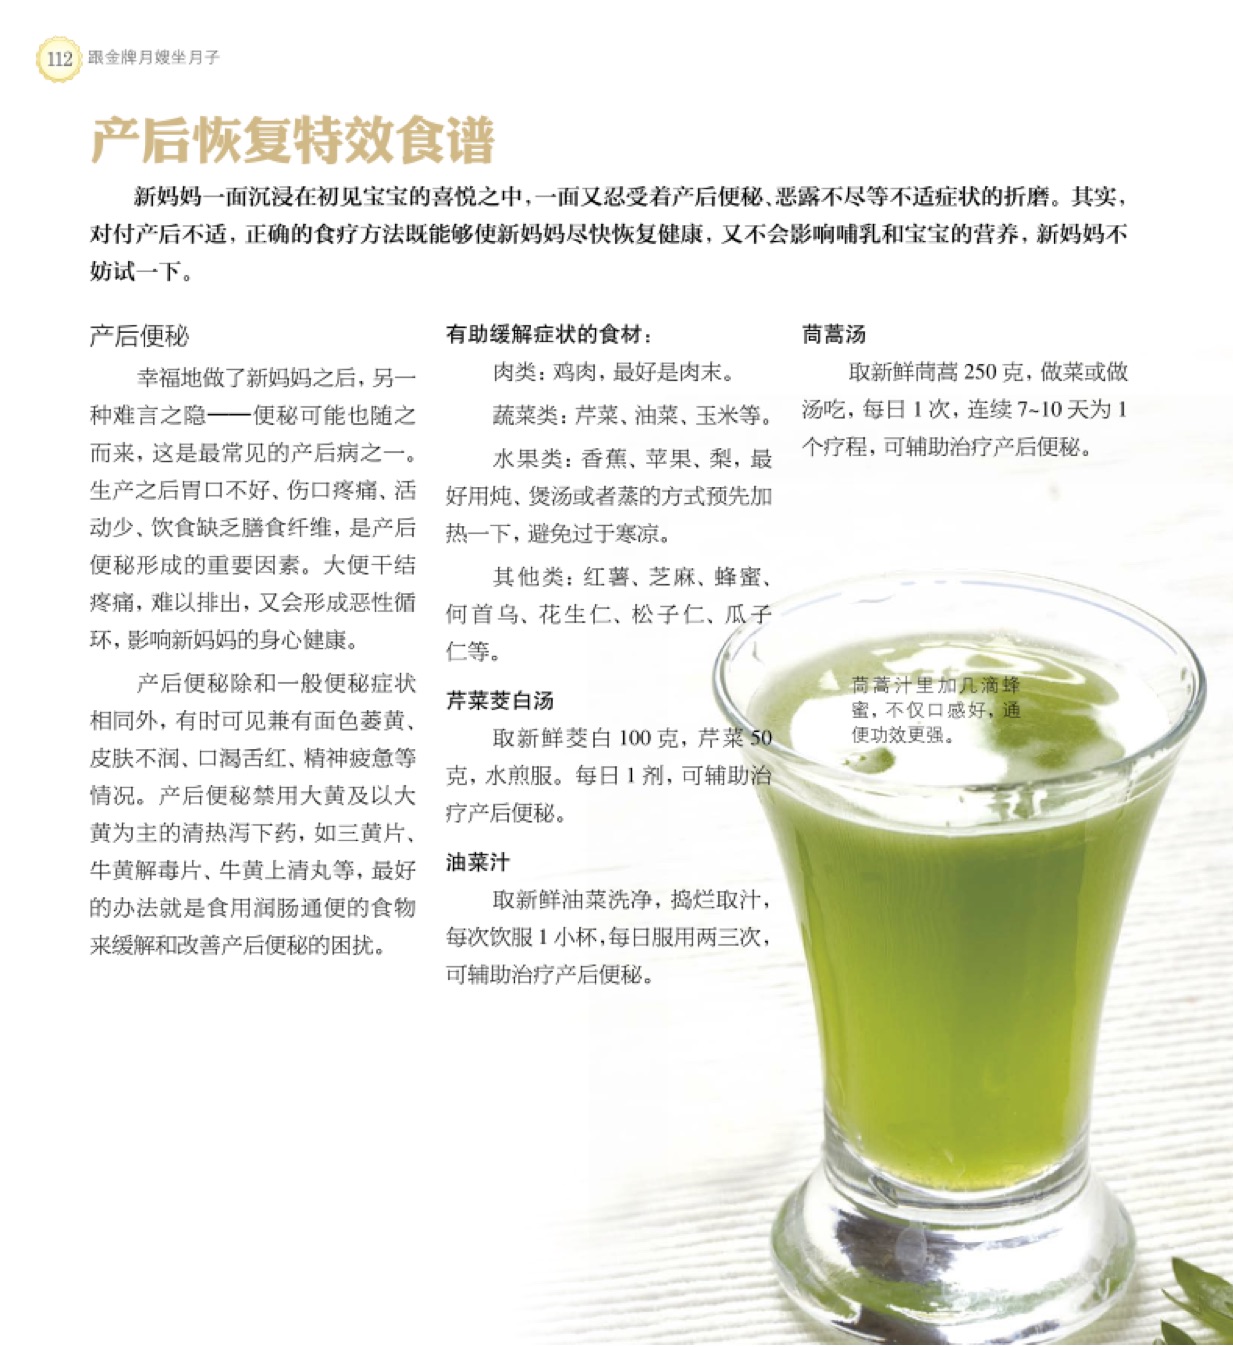 112 跟金牌月嫂坐月子
产后恢复特效食谱
新妈妈一面沉浸在初见宝宝的喜悦之中，一面又忍受着产后便秘、恶露不尽等不适症状的折磨。其实，
对付产后不适，正确的食疗方法既能够使新妈妈尽快恢复健康，又不会影响哺乳和宝宝的营养，新妈妈不
妨试一下。
产后便秘
幸福地做了新妈妈之后，另一
种难言之隐——便秘可能也随之
而来，这是最常见的产后病之一。
生产之后胃口不好、伤口疼痛、活
动少、饮食缺乏膳食纤维，是产后
便秘形成的重要因素。大便干结
疼痛，难以排出，又会形成恶性循
环，影响新妈妈的身心健康。
产后便秘除和一般便秘症状
相同外，有时可见兼有面色萎黄、
皮肤不润、口渴舌红、精神疲惫等
情况。产后便秘禁用大黄及以大
黄为主的清热泻下药，如三黄片、
牛黄解毒片、牛黄上清丸等，最好
的办法就是食用润肠通便的食物
来缓解和改善产后便秘的困扰。
有助缓解症状的食材：
肉类：鸡肉，最好是肉末。
蔬菜类：芹菜、油菜、玉米等。
水果类：香蕉、苹果、梨，最
好用炖、煲汤或者蒸的方式预先加
热一下，避免过于寒凉。
其他类：红薯、芝麻、蜂蜜、
何首乌、花生仁、松子仁、瓜子
仁等。
芹菜茭白汤
取新鲜茭白 100 克，芹菜 50
克，水煎服。每日 1 剂，可辅助治
疗产后便秘。
油菜汁
取新鲜油菜洗净，捣烂取汁，
每次饮服 1 小杯，每日服用两三次，
可辅助治疗产后便秘。
茼蒿汤
取新鲜茼蒿 250 克，做菜或做
汤吃，每日 1 次，连续 7~10 天为 1
个疗程，可辅助治疗产后便秘。
茼蒿汁里加几滴蜂
蜜，不仅口感好，通
便功效更强。